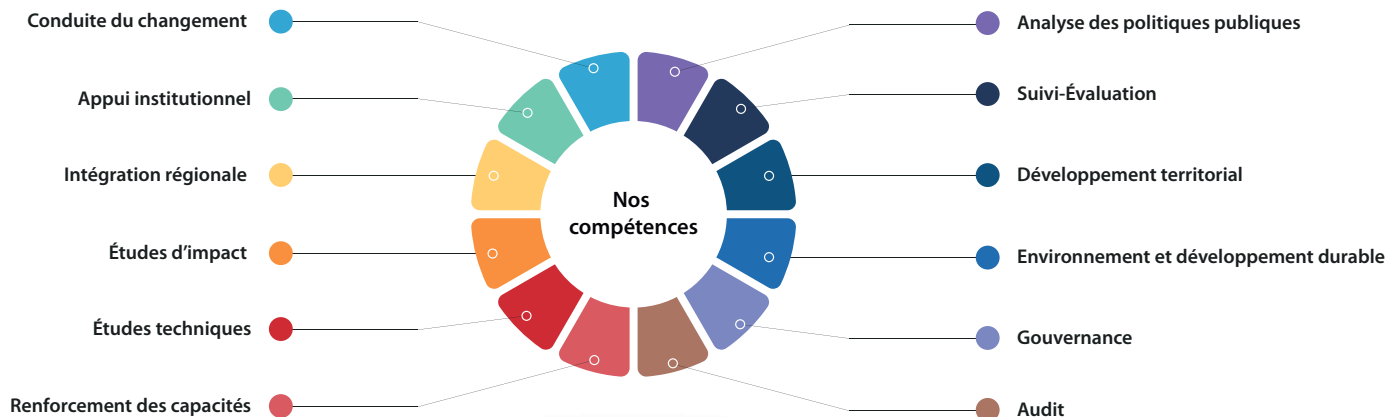 Conduite du changement
Appui institutionnel
Intégration régionale
Études d’impact
Études techniques
Renforcement des capacités
Nos
compétences
Analyse des politiques publiques
Suivi-Évaluation
Développement territorial
Environnement et développement durable
Gouvernance
Audit